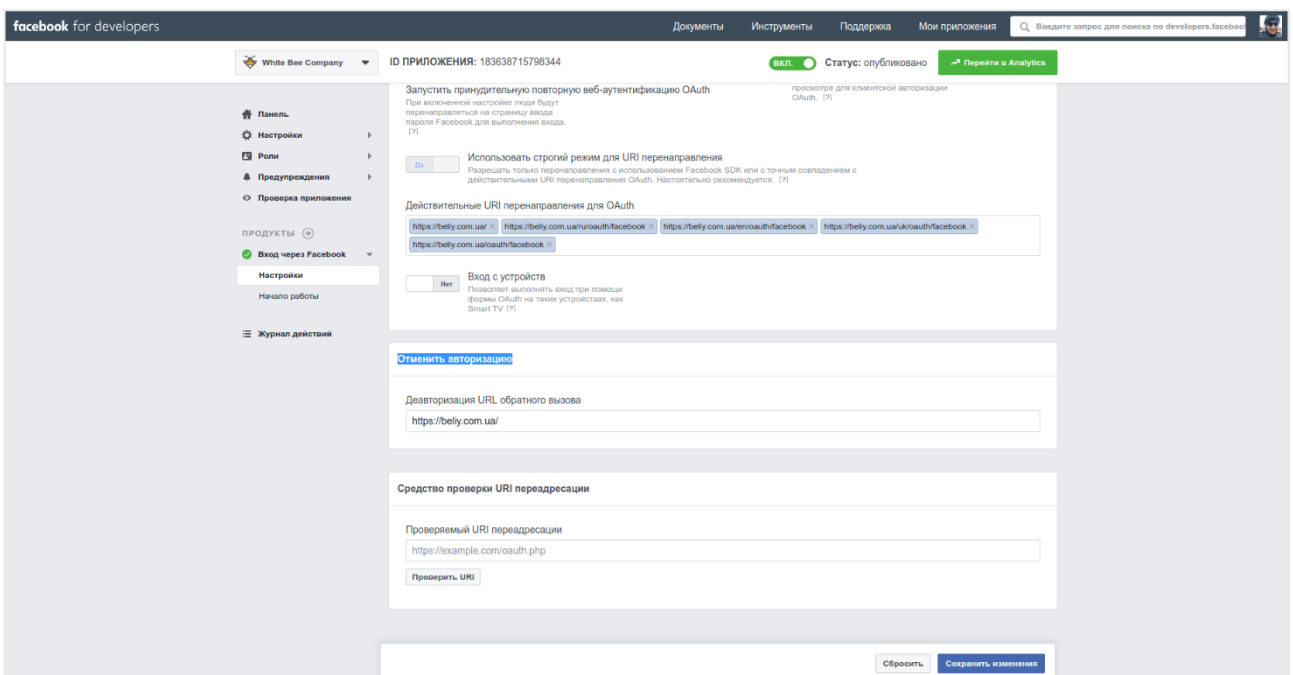 facebook for developers
Документы Инструменты Поддержка Мои приложения Введите запрос для поиска по developers.faceboo
White Bee Company ID ПРИЛОЖЕНИЯ: 183638715798344 ВКЛ. Статус: опубликовано Перейти в Analytics
Панель
Настройки
Роли
Предупреждения
Проверка приложения
ПРОДУКТЫ
Вход через Facebook
Настройки
Начало работы
Журнал действий
Запустить принудительную повторную веб-аутентификацию OAuth
При включенной настройке люди будут
перенаправляться на страницу ввода
пароля Facebook для выполнения входа.
[?]
просмотре для клиентской авторизации
OAuth. [?]
Да
Использовать строгий режим для URI перенаправления
Разрешать только перенаправления с использованием Facebook SDK или с точным совпадением с
действительными URI перенаправления OAuth. Настоятельно рекомендуется. [?]
Действительные URI перенаправления для OAuth
https://beliy.com.ua/ × https://beliy.com.ua/ru/oauth/facebook × https://beliy.com.ua/en/oauth/facebook × https://beliy.com.ua/uk/oauth/facebook ×
https://beliy.com.ua/oauth/facebook ×
Нет
Вход с устройств
Позволяет выполнять вход при помощи
формы OAuth на таких устройствах, как
Smart TV [?]
Отменить авторизацию
Деавторизация URL обратного вызова
https://beliy.com.ua/
Средство проверки URI переадресации
Проверяемый URI переадресации
https://example.com/oauth.php
Проверить URI
Сбросить Сохранить изменения